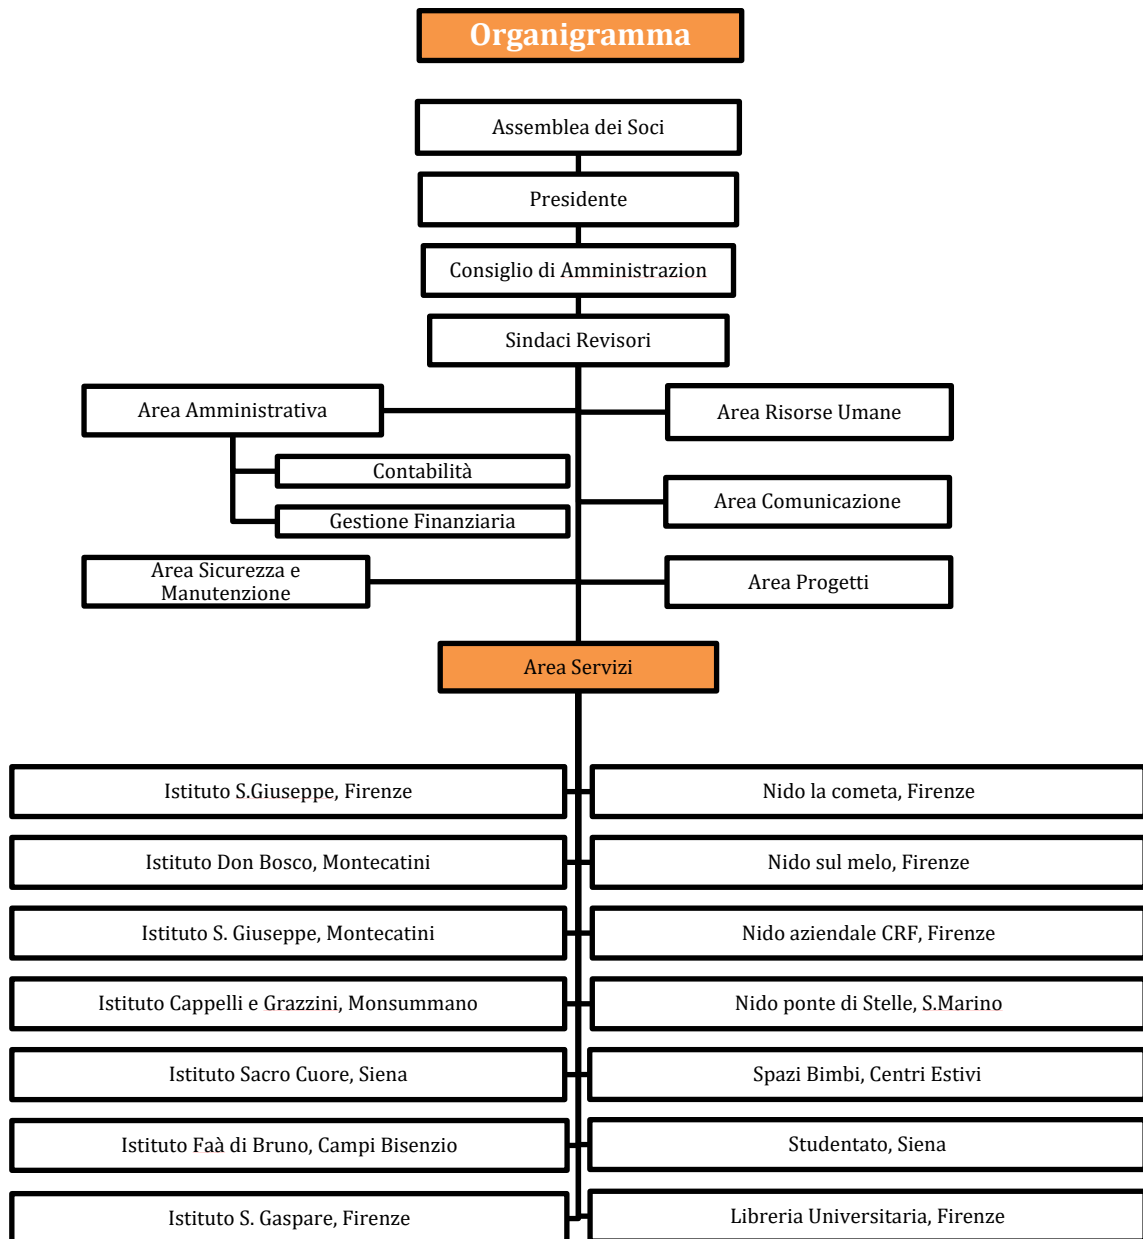 Organigramma
Assemblea dei Soci
Presidente
Consiglio di Amministrazion
Sindaci Revisori
Area Amministrativa
Area Risorse Umane
Contabilità
Area Comunicazione
Gestione Finanziaria
Area Sicurezza e
Manutenzione
Area Progetti
Area Servizi
Istituto S.Giuseppe, Firenze
Nido la cometa, Firenze
Istituto Don Bosco, Montecatini
Nido sul melo, Firenze
Istituto S. Giuseppe, Montecatini
Nido aziendale CRF, Firenze
Istituto Cappelli e Grazzini, Monsummano
Nido ponte di Stelle, S.Marino
Istituto Sacro Cuore, Siena
Spazi Bimbi, Centri Estivi
Istituto Faà di Bruno, Campi Bisenzio
Studentato, Siena
Istituto S. Gaspare, Firenze
Libreria Universitaria, Firenze